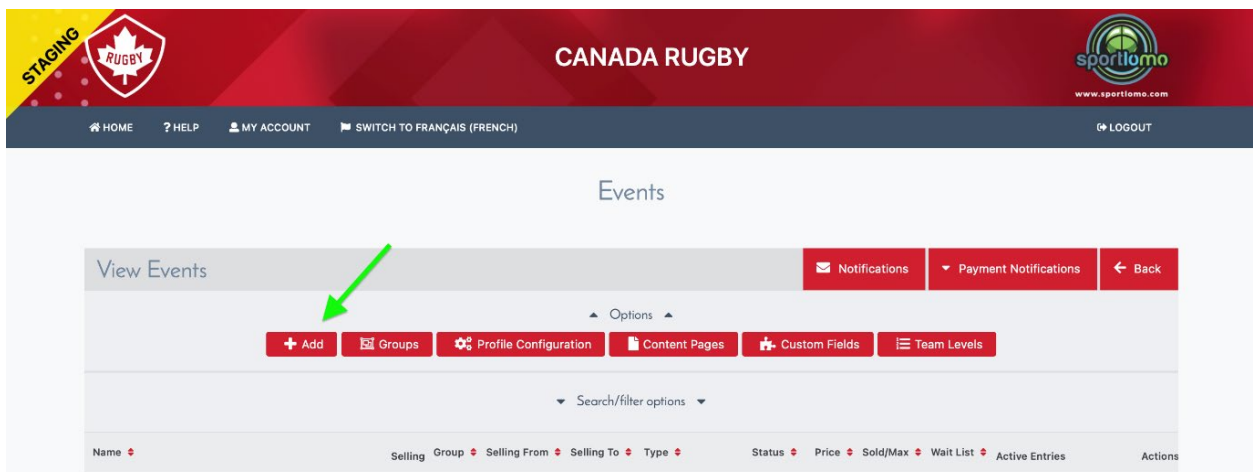 STAGING
RUGBY
CANADA RUGBY
sportlomo
www.sportlomo.com
HOME ? HELP MY ACCOUNT SWITCH TO FRANÇAIS (FRENCH) LOGOUT
Events
View Events Notifications Payment Notifications Back
Options
Add Groups Profile Configuration Content Pages Custom Fields Team Levels
Search/filter options
Name Selling Group Selling From Selling To Type Status Price Sold/Max Wait List Active Entries Actions